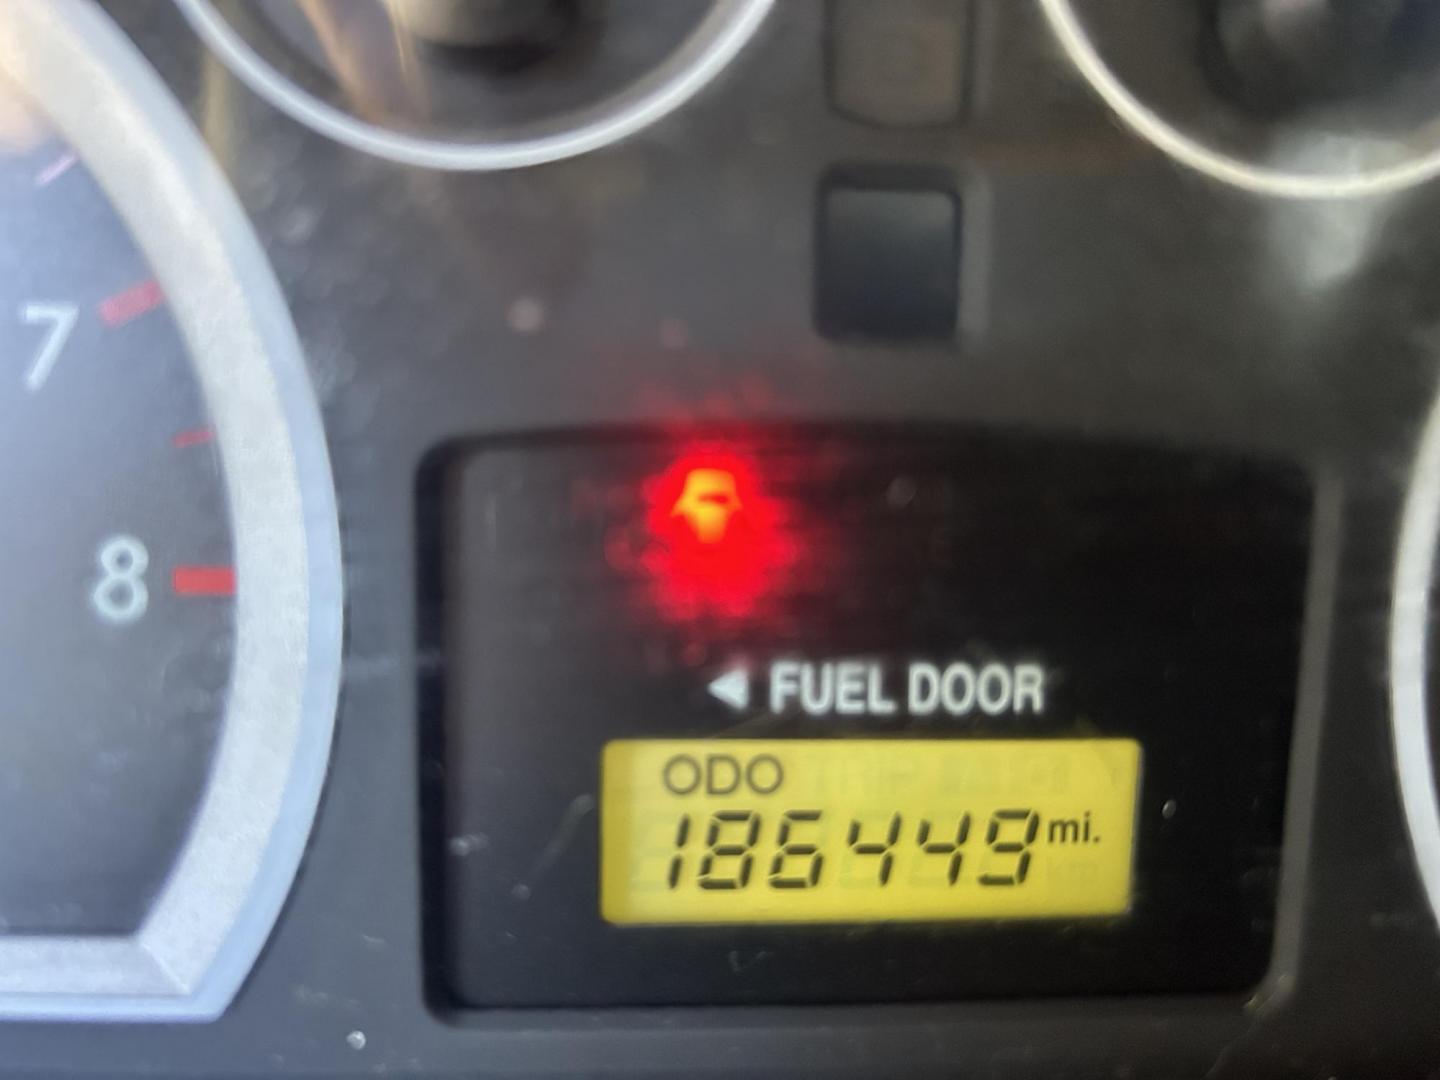 7
8
◀ FUEL DOOR
ODO
186449 mi.